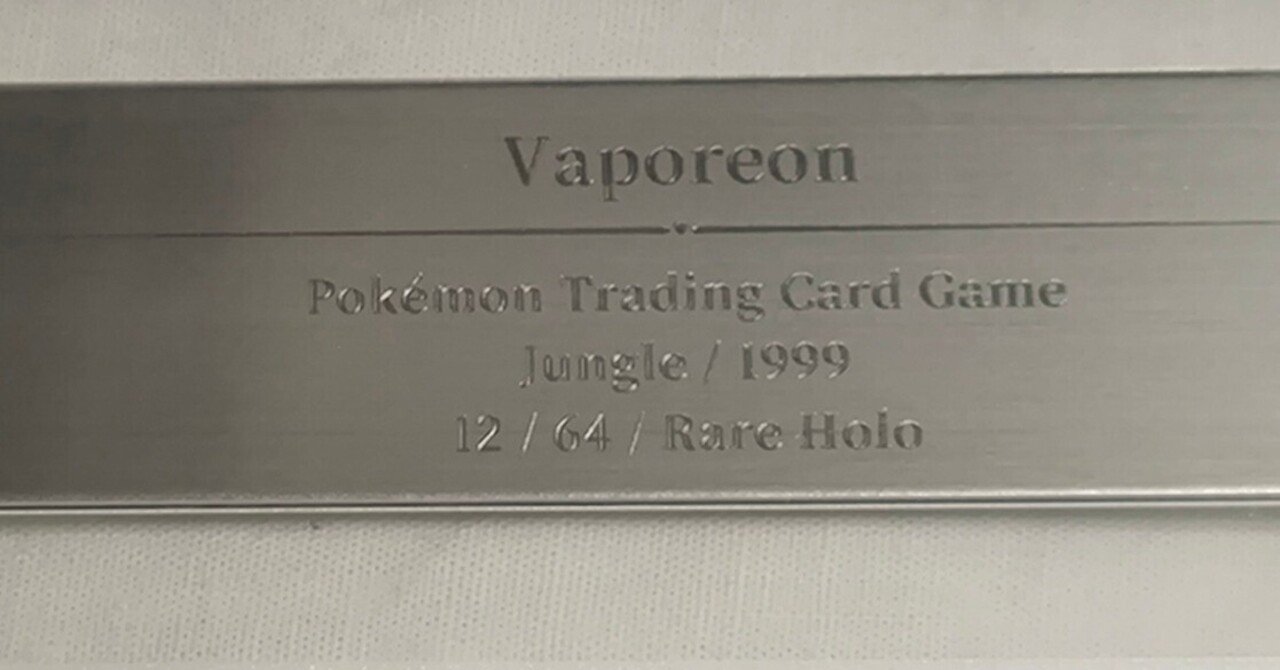 Vaporeon
Pokémon Trading Card Game
Jungle / 1999
12 / 64 / Rare Holo